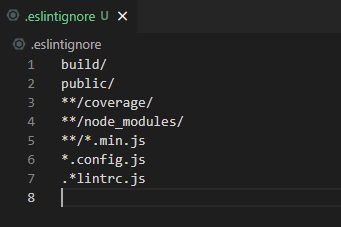 .eslintignore U
.eslintignore
1 build/
2 public/
3 **/coverage/
4 **/node_modules/
5 **/*.min.js
6 *.config.js
7 .*lintrc.js
8